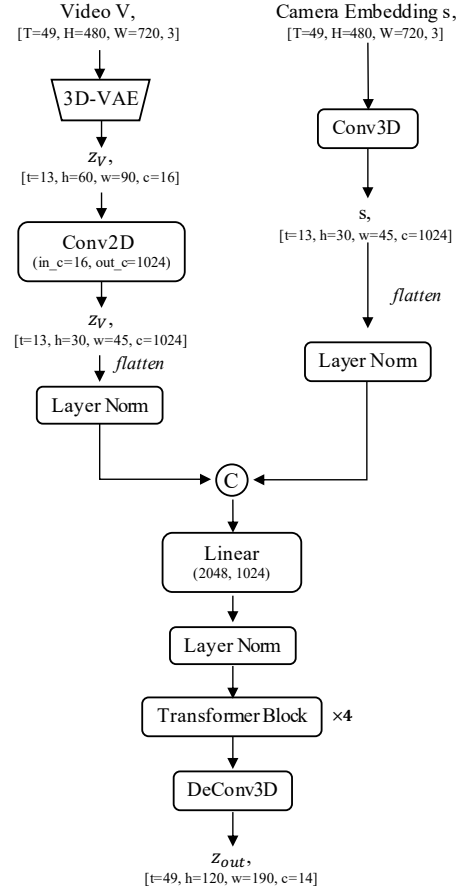 Video V,
[T=49, H=480, W=720, 3]
3D-VAE
z_V,
[t=13, h=60, w=90, c=16]
Conv2D
(in_c=16, out_c=1024)
z_V,
[t=13, h=30, w=45, c=1024]
flatten
Layer Norm
Camera Embedding s,
[T=49, H=480, W=720, 3]
Conv3D
s,
[t=13, h=30, w=45, c=1024]
flatten
Layer Norm
C
Linear
(2048, 1024)
Layer Norm
Transformer Block ×4
DeConv3D
z_out,
[t=49, h=120, w=190, c=14]